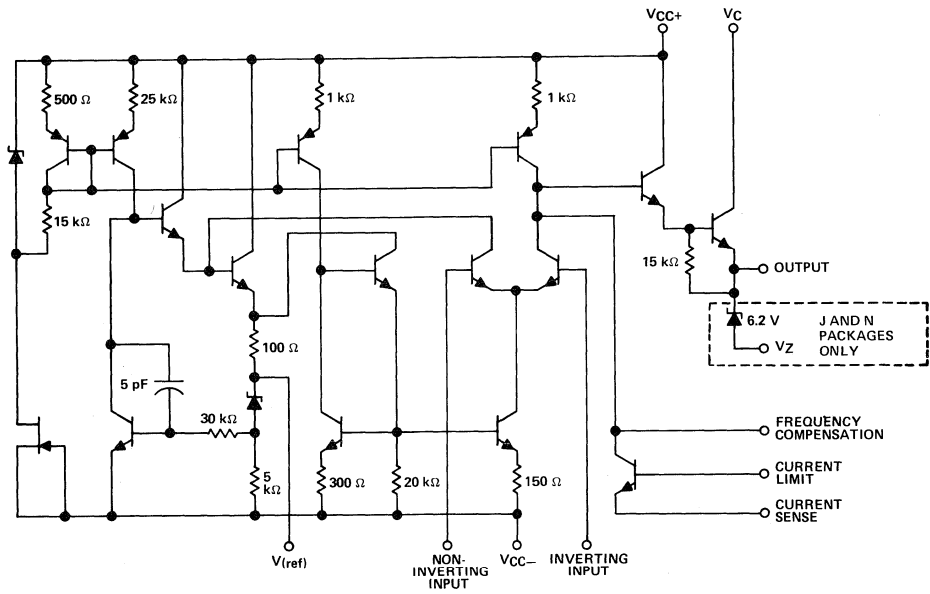 VCC+
VC
500 Ω
25 kΩ
1 kΩ
1 kΩ
15 kΩ
15 kΩ
OUTPUT
6.2 V
J AND N
PACKAGES
ONLY
VZ
100 Ω
5 pF
30 kΩ
5
kΩ
300 Ω
20 kΩ
150 Ω
FREQUENCY
COMPENSATION
CURRENT
LIMIT
CURRENT
SENSE
V(ref)
NON-
INVERTING
INPUT
VCC−
INVERTING
INPUT